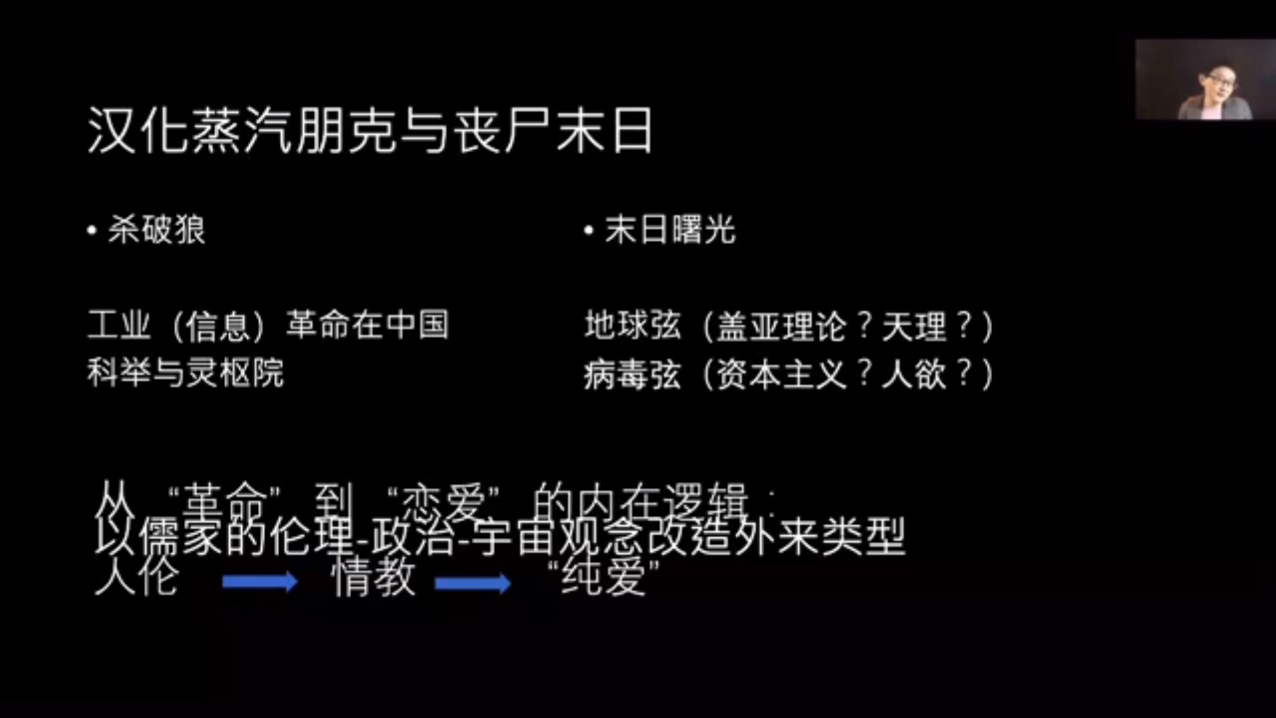 汉化蒸汽朋克与丧尸末日
• 杀破狼
工业（信息）革命在中国
科举与灵枢院
• 末日曙光
地球弦（盖亚理论？天理？）
病毒弦（资本主义？人欲？）
从 “革命” 到 “恋爱” 的内在逻辑：
以儒家的伦理-政治-宇宙观念改造外来类型
人伦 情教 “纯爱”